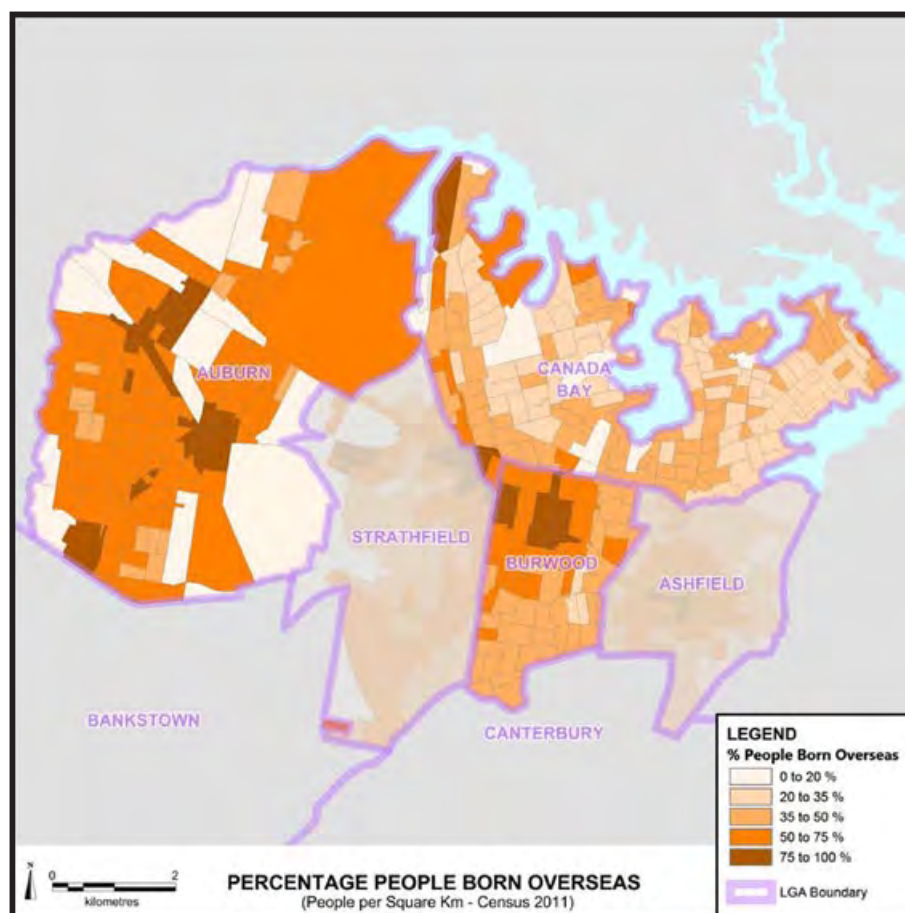 AUBURN
CANADA
BAY
STRATHFIELD
BURWOOD
ASHFIELD
BANKSTOWN
CANTERBURY
LEGEND
% People Born Overseas
0 to 20 %
20 to 35 %
35 to 50 %
50 to 75 %
75 to 100 %
LGA Boundary
N
0 2
kilometres
PERCENTAGE PEOPLE BORN OVERSEAS
(People per Square Km - Census 2011)